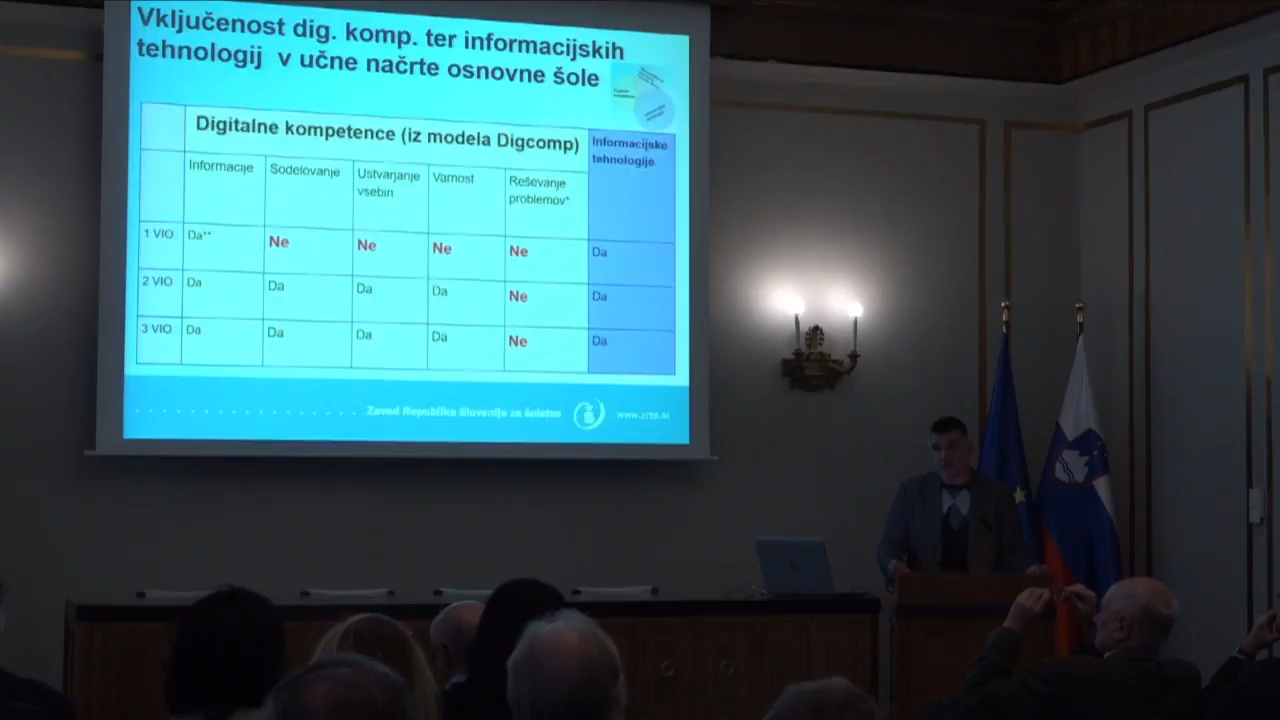 Vključenost dig. komp. ter informacijskih
tehnologij v učne načrte osnovne šole
Digitalne kompetence (iz modela Digcomp)
Informacijske
tehnologije
Informacije
Sodelovanje
Ustvarjanje
vsebin
Varnost
Reševanje
problemov*
1 VIO Da** Ne Ne Ne Ne Da
2 VIO Da Da Da Da Ne Da
3 VIO Da Da Da Da Ne Da
Zavod Republike Slovenije za šolstvo
www.zrss.si